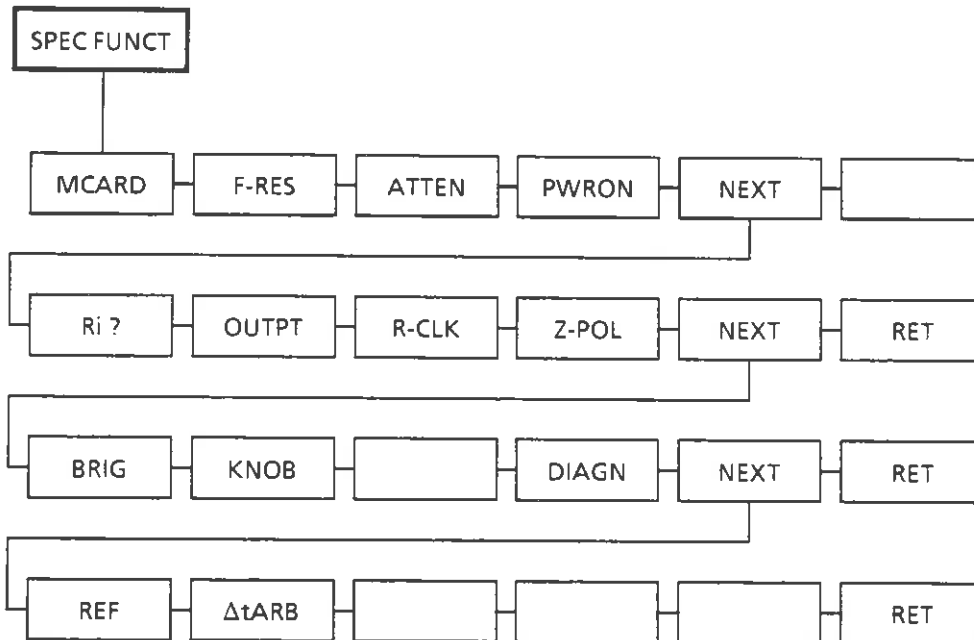 SPEC FUNCT
MCARD F-RES ATTEN PWRON NEXT
Ri ? OUTPT R-CLK Z-POL NEXT RET
BRIG KNOB DIAGN NEXT RET
REF ΔtARB RET